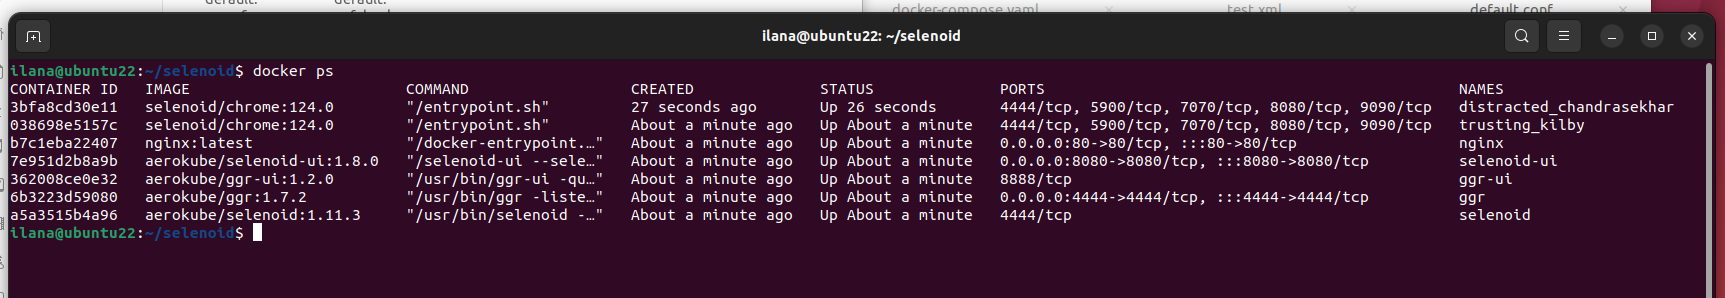 default.    default.
docker-compose.yaml    test.xml    default.conf
ilana@ubuntu22: ~/selenoid
ilana@ubuntu22:~/selenoid$ docker ps
CONTAINER ID   IMAGE                       COMMAND                  CREATED              STATUS              PORTS                                              NAMES
3bfa8cd30e11   selenoid/chrome:124.0       "/entrypoint.sh"         27 seconds ago       Up 26 seconds       4444/tcp, 5900/tcp, 7070/tcp, 8080/tcp, 9090/tcp   distracted_chandrasekhar
038698e5157c   selenoid/chrome:124.0       "/entrypoint.sh"         About a minute ago   Up About a minute   4444/tcp, 5900/tcp, 7070/tcp, 8080/tcp, 9090/tcp   trusting_kilby
b7c1eba22407   nginx:latest                "/docker-entrypoint.…"   About a minute ago   Up About a minute   0.0.0.0:80->80/tcp, :::80->80/tcp                  nginx
7e951d2b8a9b   aerokube/selenoid-ui:1.8.0  "/selenoid-ui --sele…"   About a minute ago   Up About a minute   0.0.0.0:8080->8080/tcp, :::8080->8080/tcp          selenoid-ui
362008ce0e32   aerokube/ggr-ui:1.2.0       "/usr/bin/ggr-ui -qu…"   About a minute ago   Up About a minute   8888/tcp                                           ggr-ui
6b3223d59080   aerokube/ggr:1.7.2          "/usr/bin/ggr -liste…"   About a minute ago   Up About a minute   0.0.0.0:4444->4444/tcp, :::4444->4444/tcp          ggr
a5a3515b4a96   aerokube/selenoid:1.11.3    "/usr/bin/selenoid -…"   About a minute ago   Up About a minute   4444/tcp                                           selenoid
ilana@ubuntu22:~/selenoid$